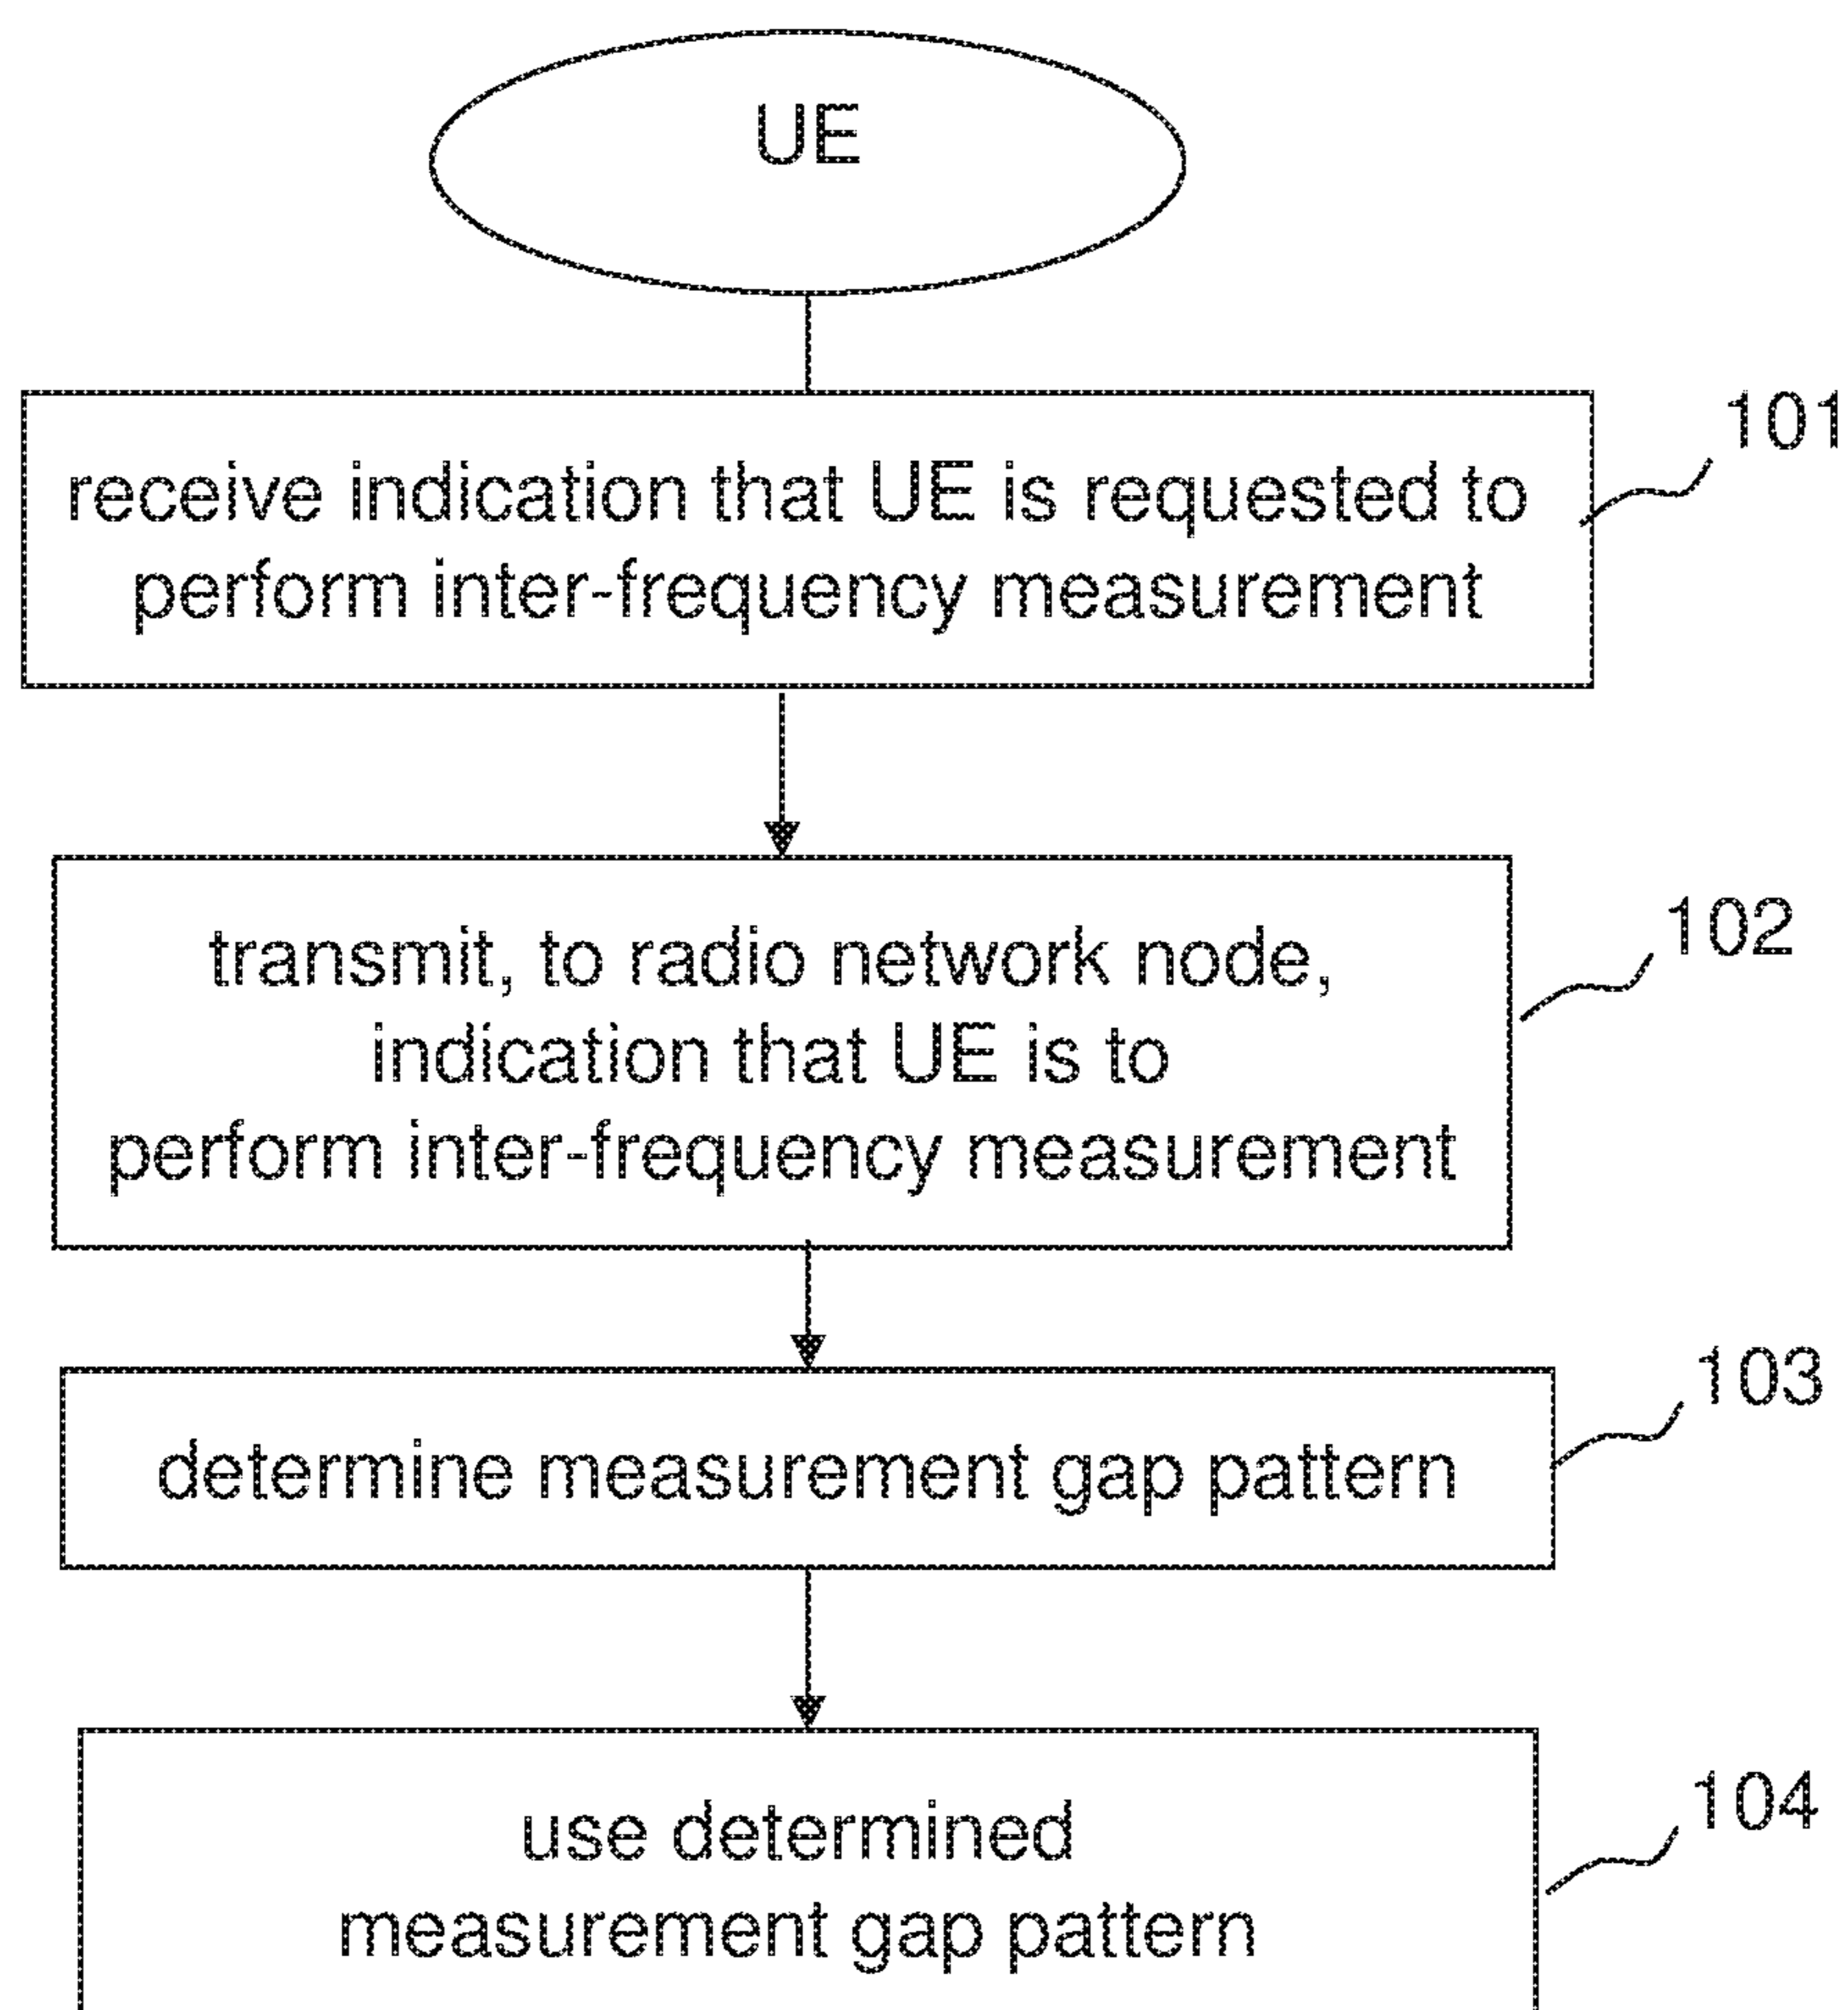 UE
101
receive indication that UE is requested to
perform inter-frequency measurement
102
transmit, to radio network node,
indication that UE is to
perform inter-frequency measurement
103
determine measurement gap pattern
104
use determined
measurement gap pattern